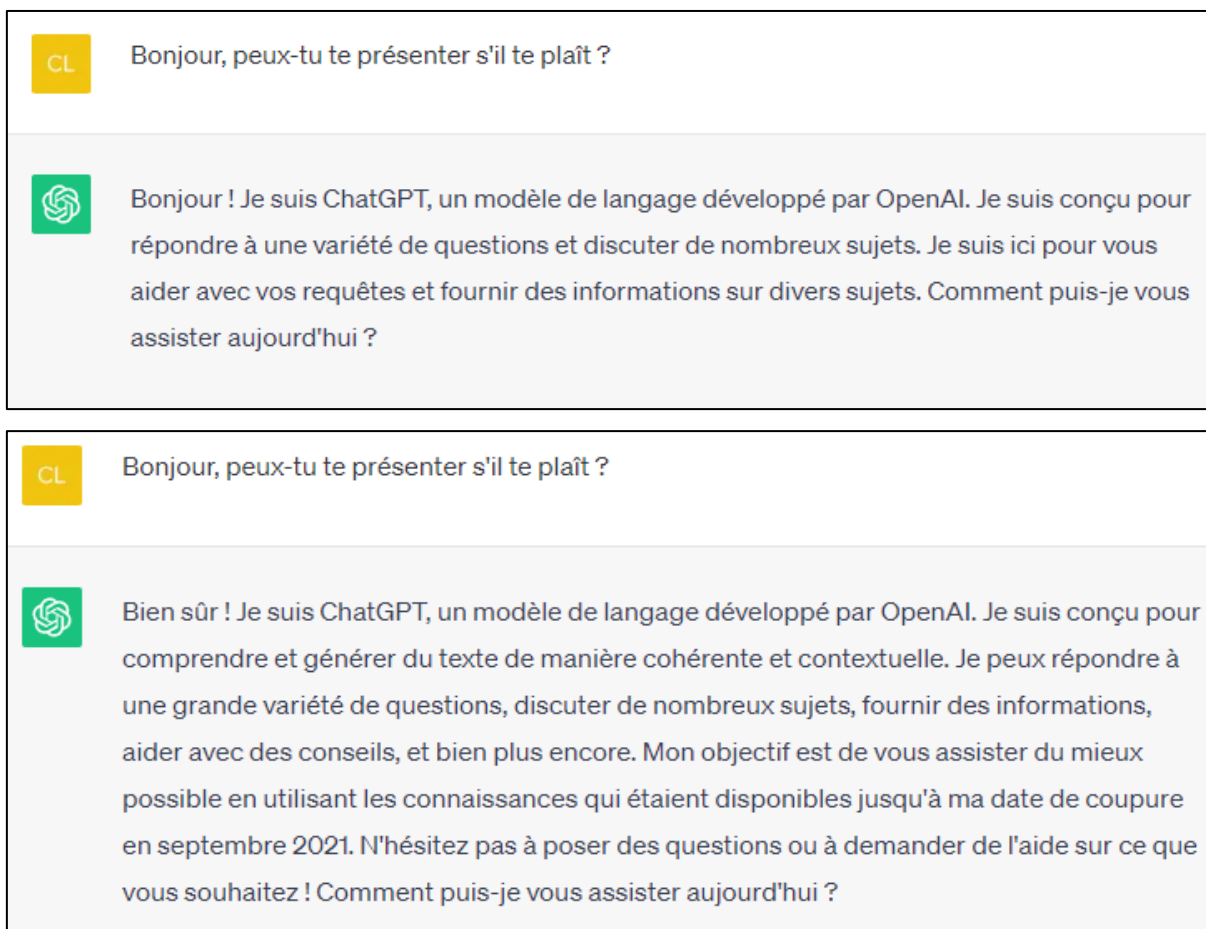 CL
Bonjour, peux-tu te présenter s'il te plaît ?
Bonjour ! Je suis ChatGPT, un modèle de langage développé par OpenAI. Je suis conçu pour
répondre à une variété de questions et discuter de nombreux sujets. Je suis ici pour vous
aider avec vos requêtes et fournir des informations sur divers sujets. Comment puis-je vous
assister aujourd'hui ?
CL
Bonjour, peux-tu te présenter s'il te plaît ?
Bien sûr ! Je suis ChatGPT, un modèle de langage développé par OpenAI. Je suis conçu pour
comprendre et générer du texte de manière cohérente et contextuelle. Je peux répondre à
une grande variété de questions, discuter de nombreux sujets, fournir des informations,
aider avec des conseils, et bien plus encore. Mon objectif est de vous assister du mieux
possible en utilisant les connaissances qui étaient disponibles jusqu'à ma date de coupure
en septembre 2021. N'hésitez pas à poser des questions ou à demander de l'aide sur ce que
vous souhaitez ! Comment puis-je vous assister aujourd'hui ?